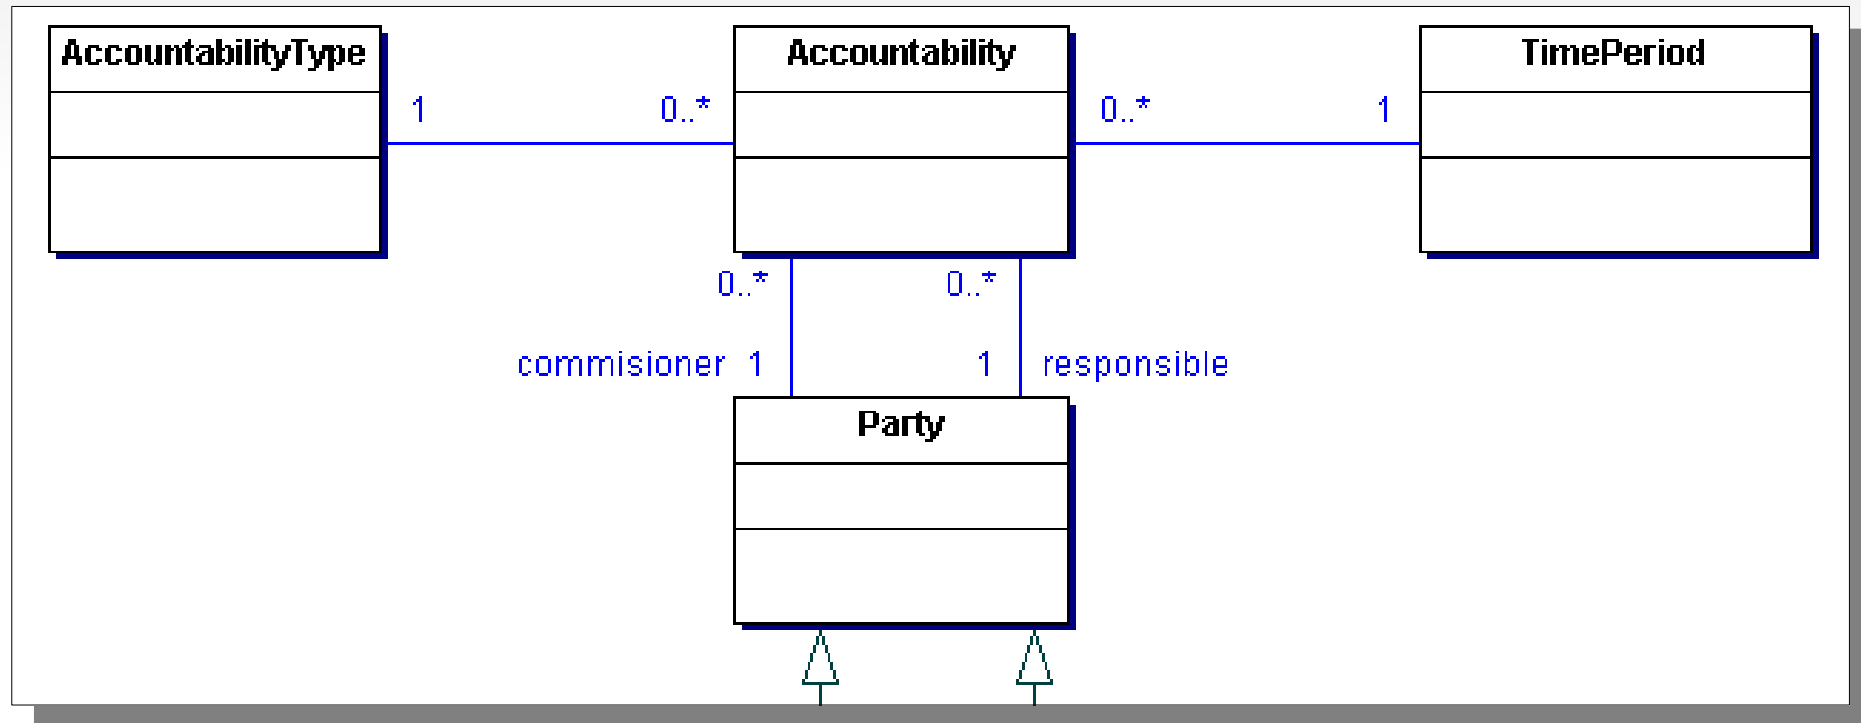 AccountabilityType
Accountability
TimePeriod
1
0..*
0..*
1
0..*
0..*
commisioner 1
1 responsible
Party